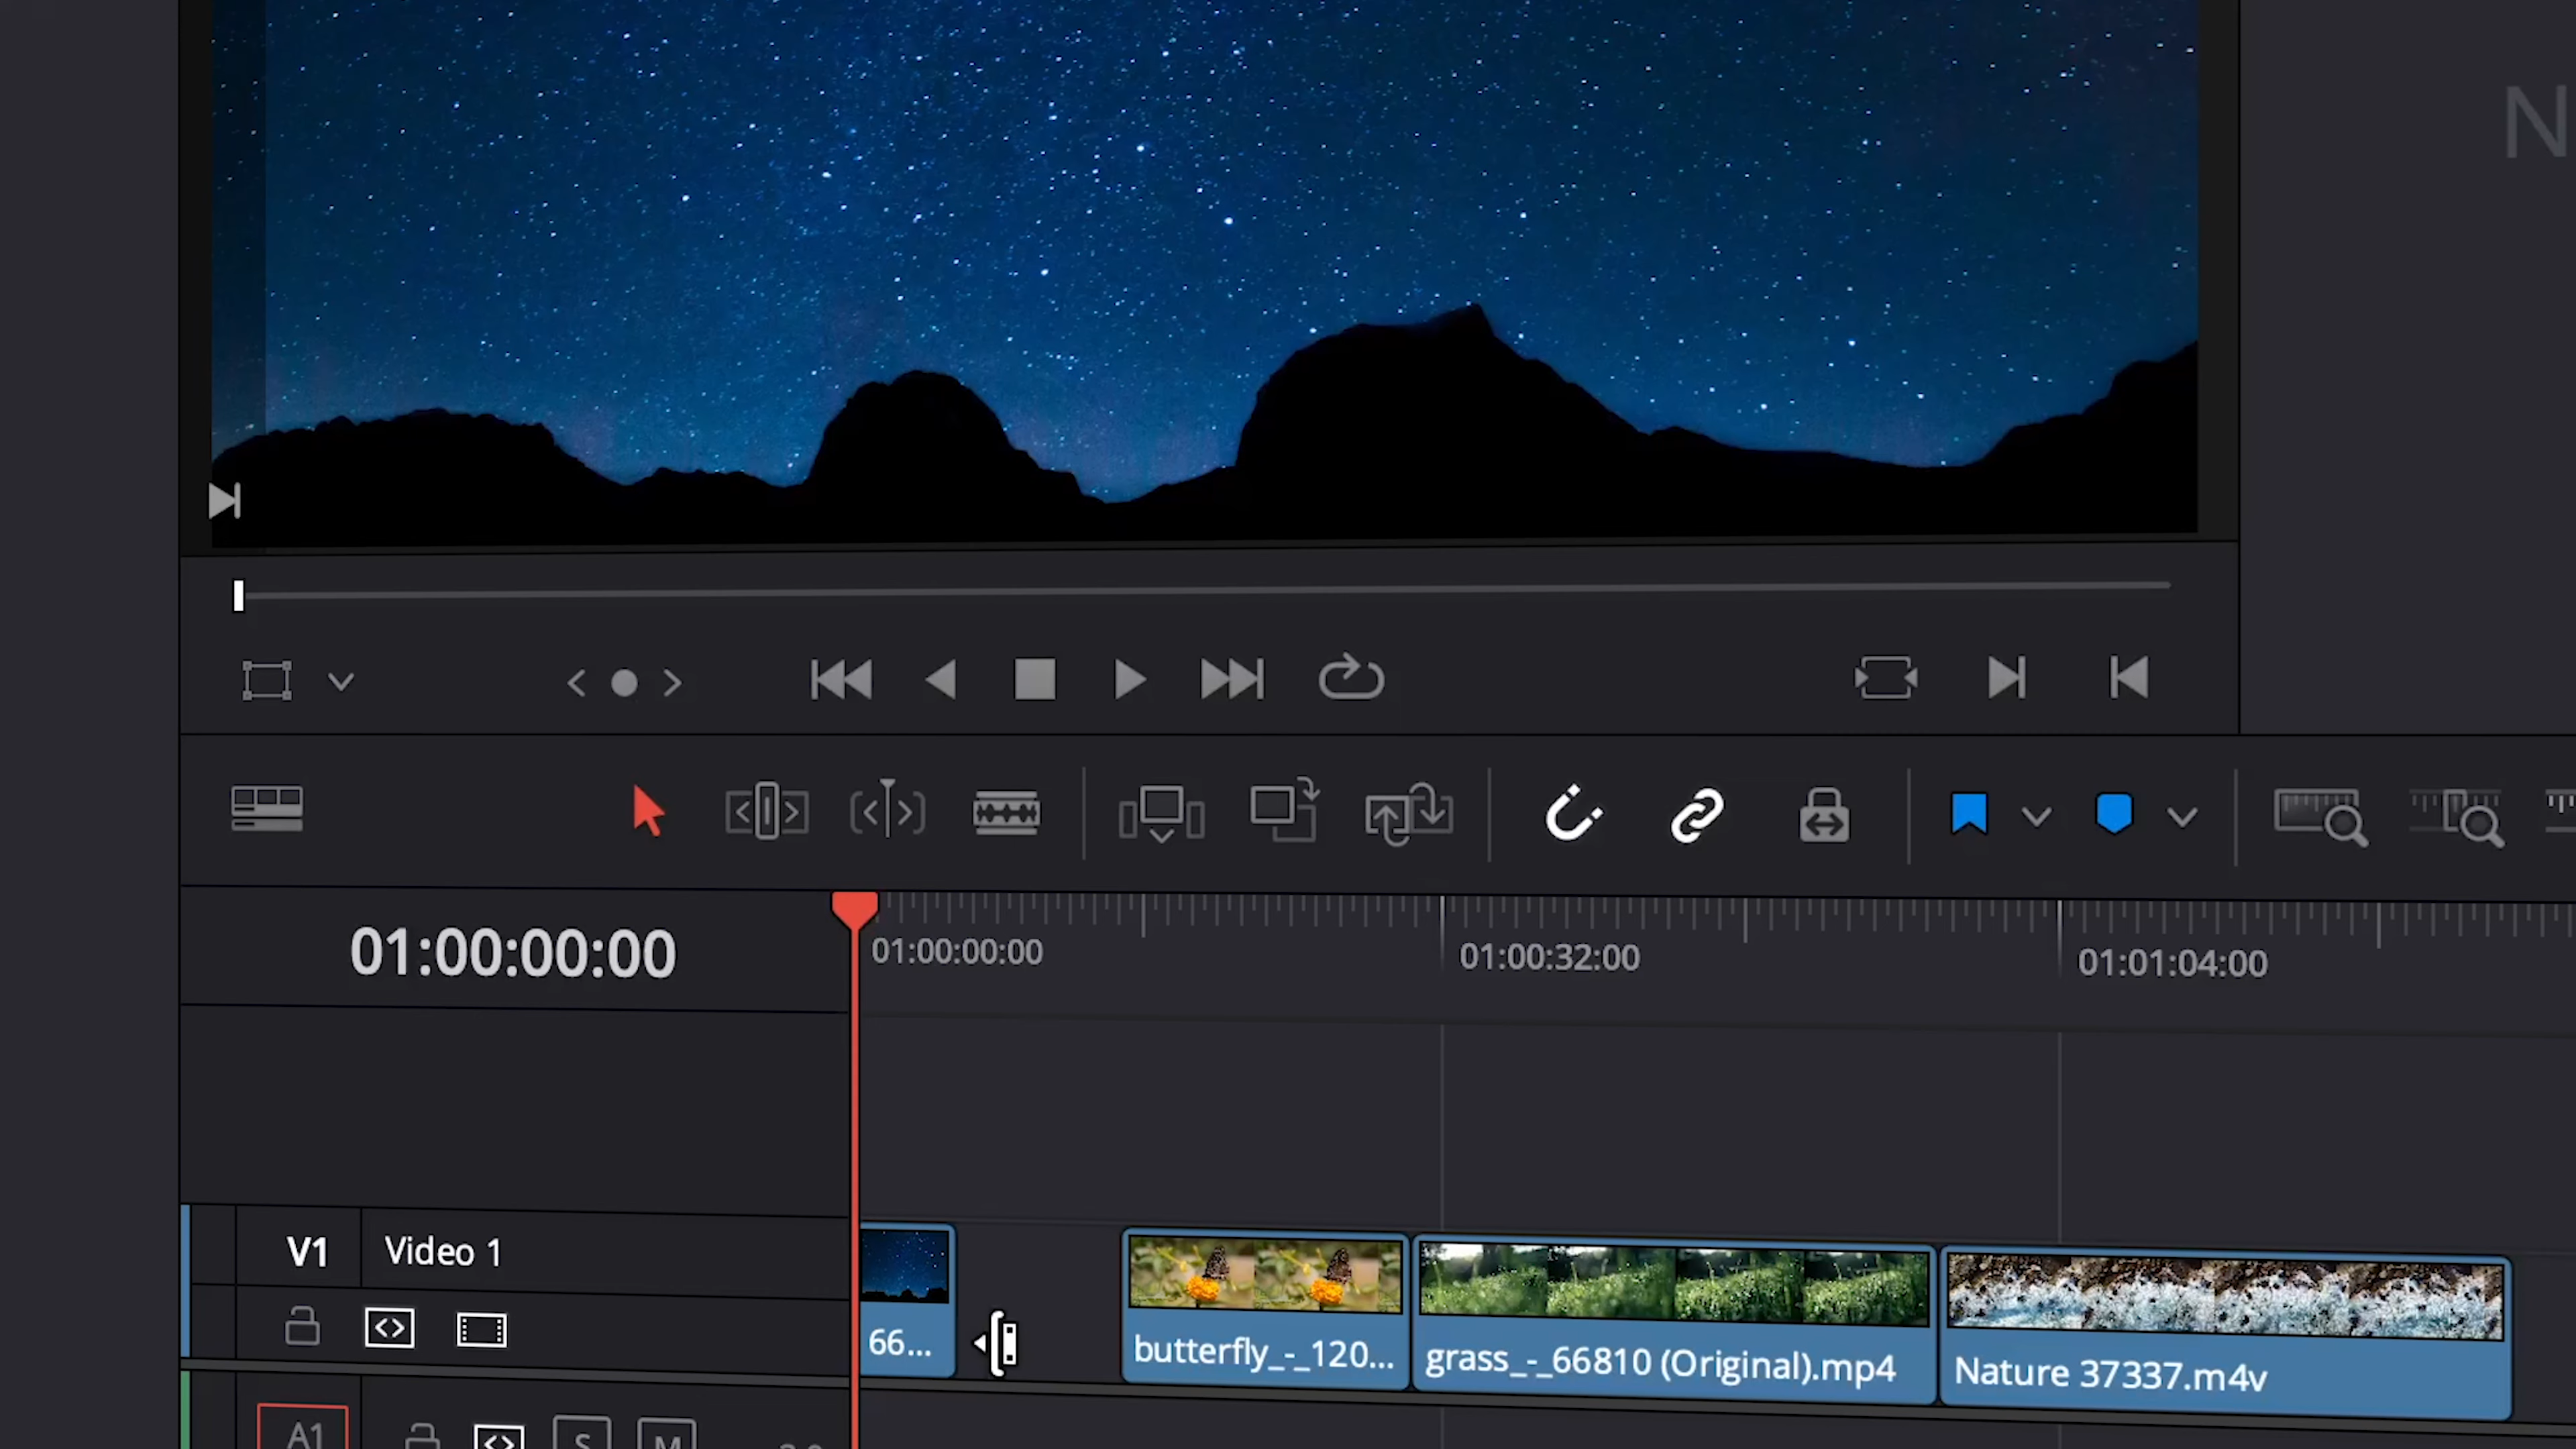 N
01:00:00:00
01:00:00:00
01:00:32:00
01:01:04:00
V1
Video 1
66...
butterfly_-_120...
grass_-_66810 (Original).mp4
Nature 37337.m4v
A1
S
M